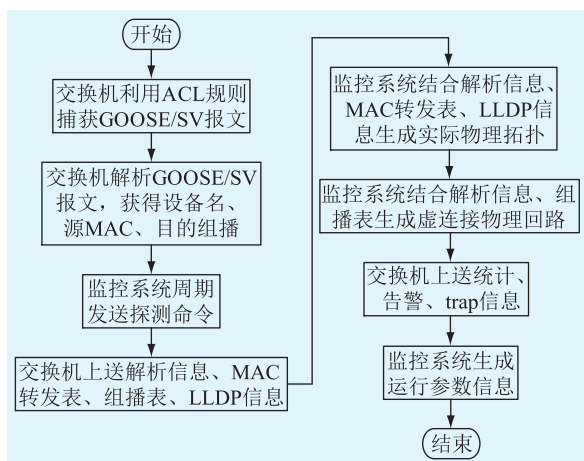 开始
交换机利用ACL规则
捕获GOOSE/SV报文
交换机解析GOOSE/SV
报文，获得设备名、
源MAC、目的组播
监控系统周期
发送探测命令
交换机上送解析信息、MAC
转发表、组播表、LLDP信息
监控系统结合解析信息、
MAC转发表、LLDP信
息生成实际物理拓扑
监控系统结合解析信息、组
播表生成虚连接物理回路
交换机上送统计、
告警、trap信息
监控系统生成
运行参数信息
结束